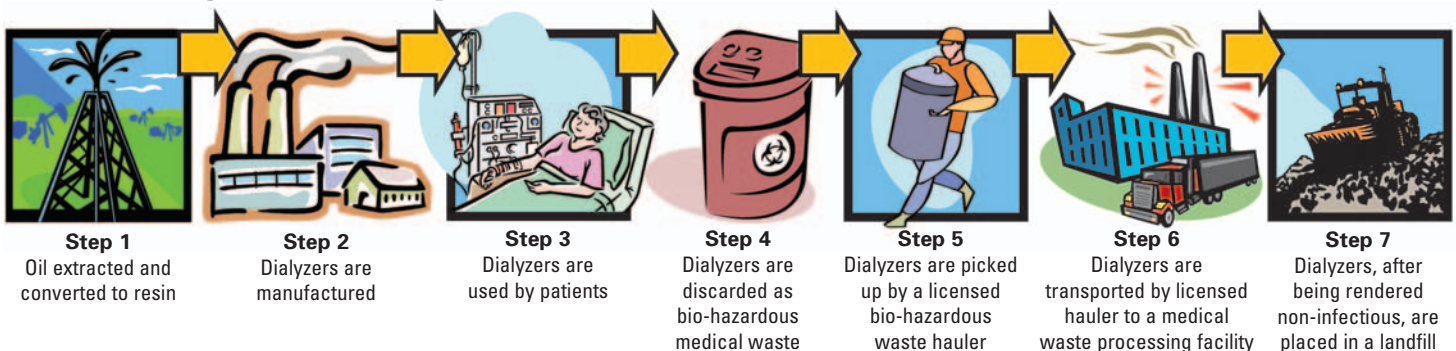 Step 1
Oil extracted and
converted to resin
Step 2
Dialyzers are
manufactured
Step 3
Dialyzers are
used by patients
Step 4
Dialyzers are
discarded as
bio-hazardous
medical waste
Step 5
Dialyzers are picked
up by a licensed
bio-hazardous
waste hauler
Step 6
Dialyzers are
transported by licensed
hauler to a medical
waste processing facility
Step 7
Dialyzers, after
being rendered
non-infectious, are
placed in a landfill